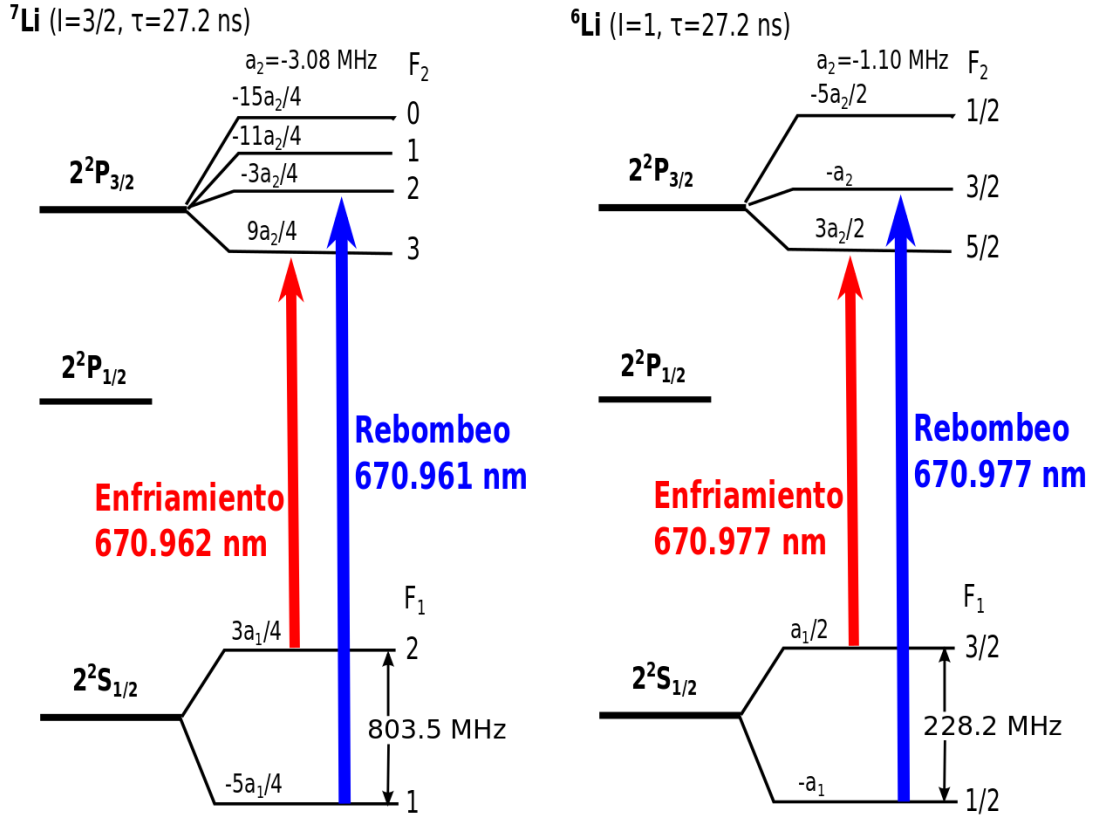 ⁷Li (I=3/2, τ=27.2 ns)
a₂=-3.08 MHz
F₂
-15a₂/4
0
-11a₂/4
1
-3a₂/4
2
2²P₃/₂
9a₂/4
3
2²P₁/₂
Rebombeo
670.961 nm
Enfriamiento
670.962 nm
F₁
3a₁/4
2
2²S₁/₂
803.5 MHz
-5a₁/4
1
⁶Li (I=1, τ=27.2 ns)
a₂=-1.10 MHz
F₂
-5a₂/2
1/2
2²P₃/₂
-a₂
3/2
3a₂/2
5/2
2²P₁/₂
Rebombeo
670.977 nm
Enfriamiento
670.977 nm
F₁
a₁/2
3/2
2²S₁/₂
228.2 MHz
-a₁
1/2